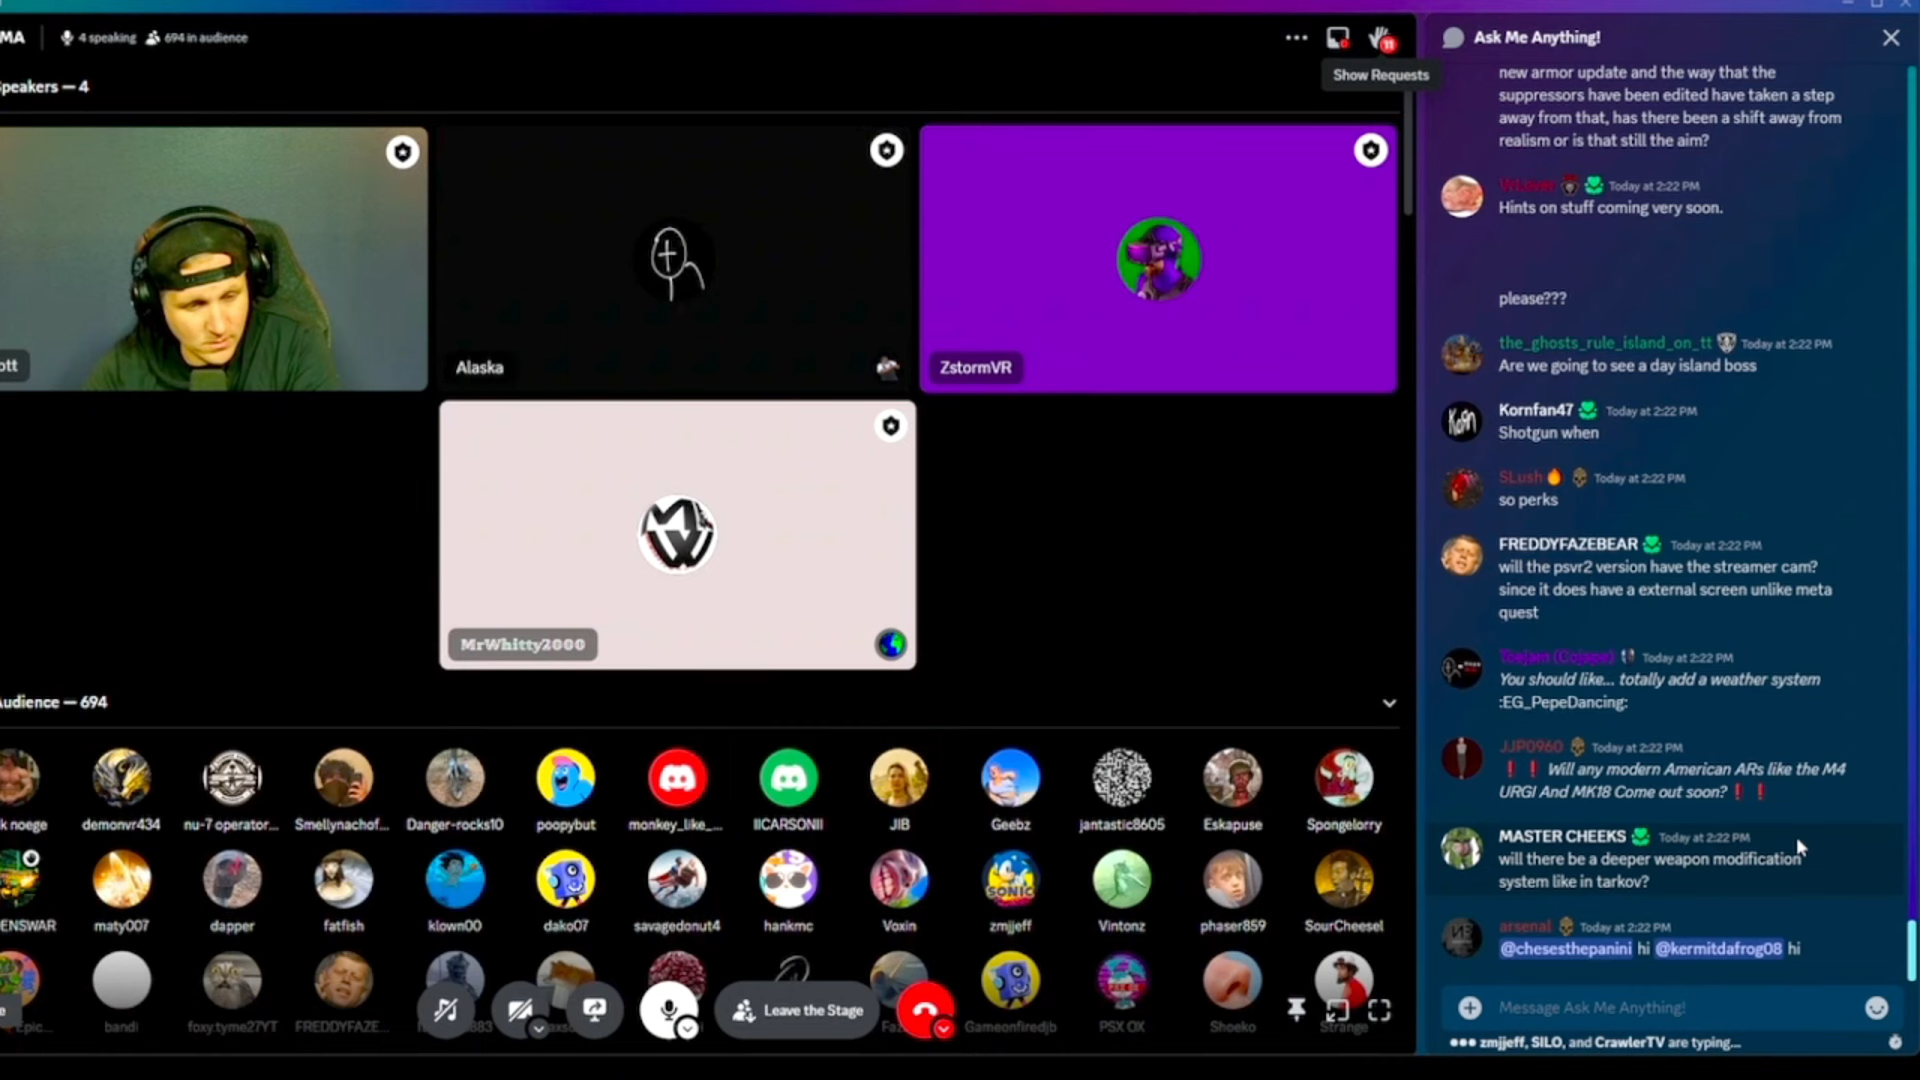 MA
4 speaking
694 in audience
11
Show Requests
Speakers — 4
ott
Alaska
ZstormVR
MrWhitty2000
Audience — 694
k noege
demonvr434
nu-7 operator...
Smellynachof...
Danger-rocks10
poopybut
monkey_like_...
IICARSONII
JIB
Geebz
jantastic8605
Eskapuse
Spongelorry
ENSWAR
maty007
dapper
fatfish
klown00
dako07
savagedonut4
hankmc
Voxin
SONIC
zmjjeff
Vintonz
phaser859
SourCheesel
Epic...
bandi
foxy.tyme27YT
FREDDYFAZE...
Leave the Stage
Gameonfiredjb
PSX OX
Shoeko
Strange
Ask Me Anything!
new armor update and the way that the
suppressors have been edited have taken a step
away from that, has there been a shift away from
realism or is that still the aim?
VrLover Today at 2:22 PM
Hints on stuff coming very soon.
please???
the_ghosts_rule_island_on_tt Today at 2:22 PM
Are we going to see a day island boss
Korn
Kornfan47 Today at 2:22 PM
Shotgun when
SLush Today at 2:22 PM
so perks
FREDDYFAZEBEAR Today at 2:22 PM
will the psvr2 version have the streamer cam?
since it does have a external screen unlike meta
quest
Today at 2:22 PM
You should like... totally add a weather system
:EG_PepeDancing:
JJP0960 Today at 2:22 PM
Will any modern American ARs like the M4
URGI And MK18 Come out soon?
MASTER CHEEKS Today at 2:22 PM
will there be a deeper weapon modification
system like in tarkov?
arsenal Today at 2:22 PM
@chesesthepanini hi @kermitdafrog08 hi
Message Ask Me Anything!
zmjjeff, SILO, and CrawlerTV are typing...